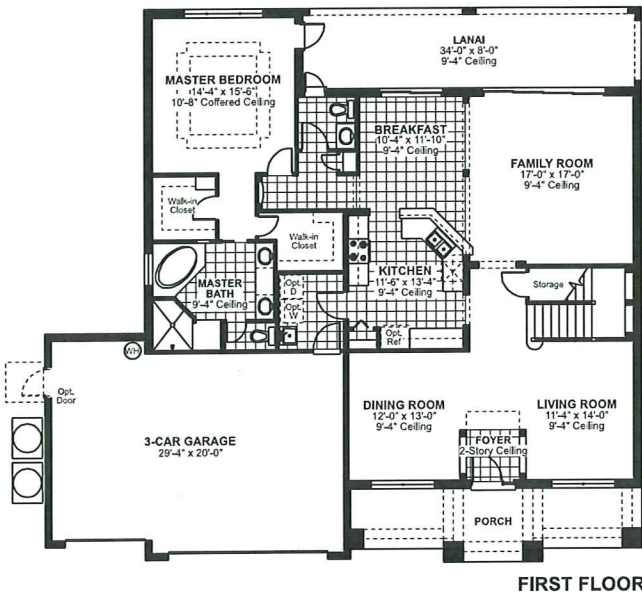 LANAI
34'-0" x 8'-0"
9'-4" Ceiling
MASTER BEDROOM
14'-4" x 15'-6"
10'-8" Coffered Ceiling
BREAKFAST
10'-4" x 11'-10"
9'-4" Ceiling
FAMILY ROOM
17'-0" x 17'-0"
9'-4" Ceiling
Walk-in
Closet
Walk-in
Closet
MASTER
BATH
9'-4" Ceiling
Opt.
D
Opt.
W
KITCHEN
11'-6" x 13'-4"
9'-4" Ceiling
Storage
Opt.
Ref
WH
Opt.
Door
3-CAR GARAGE
29'-4" x 20'-0"
DINING ROOM
12'-0" x 13'-0"
9'-4" Ceiling
LIVING ROOM
11'-4" x 14'-0"
9'-4" Ceiling
FOYER
2-Story Ceiling
PORCH
FIRST FLOOR